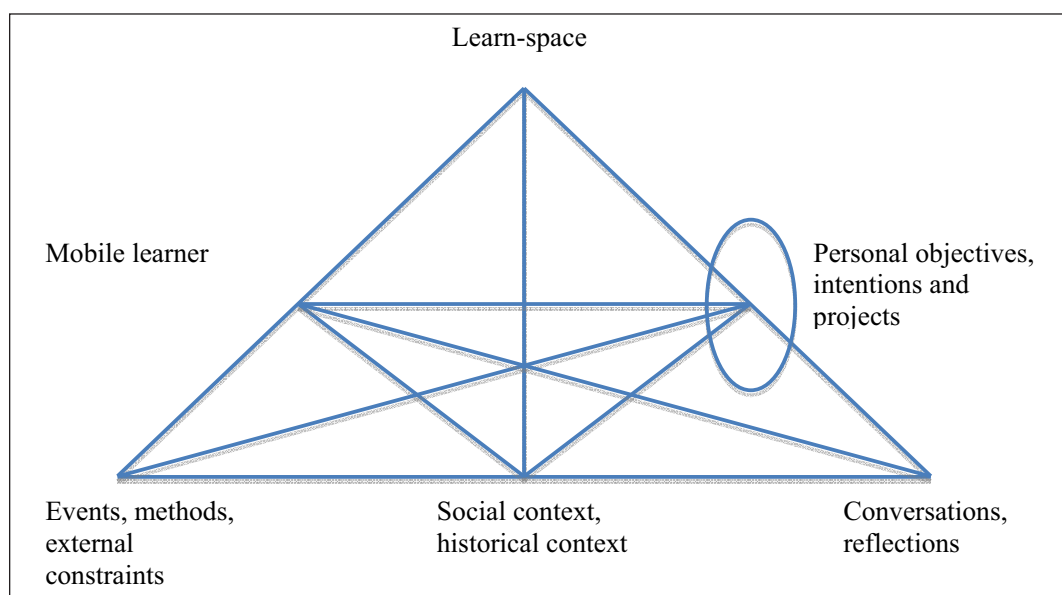 Learn-space
Mobile learner
Personal objectives,
intentions and
projects
Events, methods,
external
constraints
Social context,
historical context
Conversations,
reflections